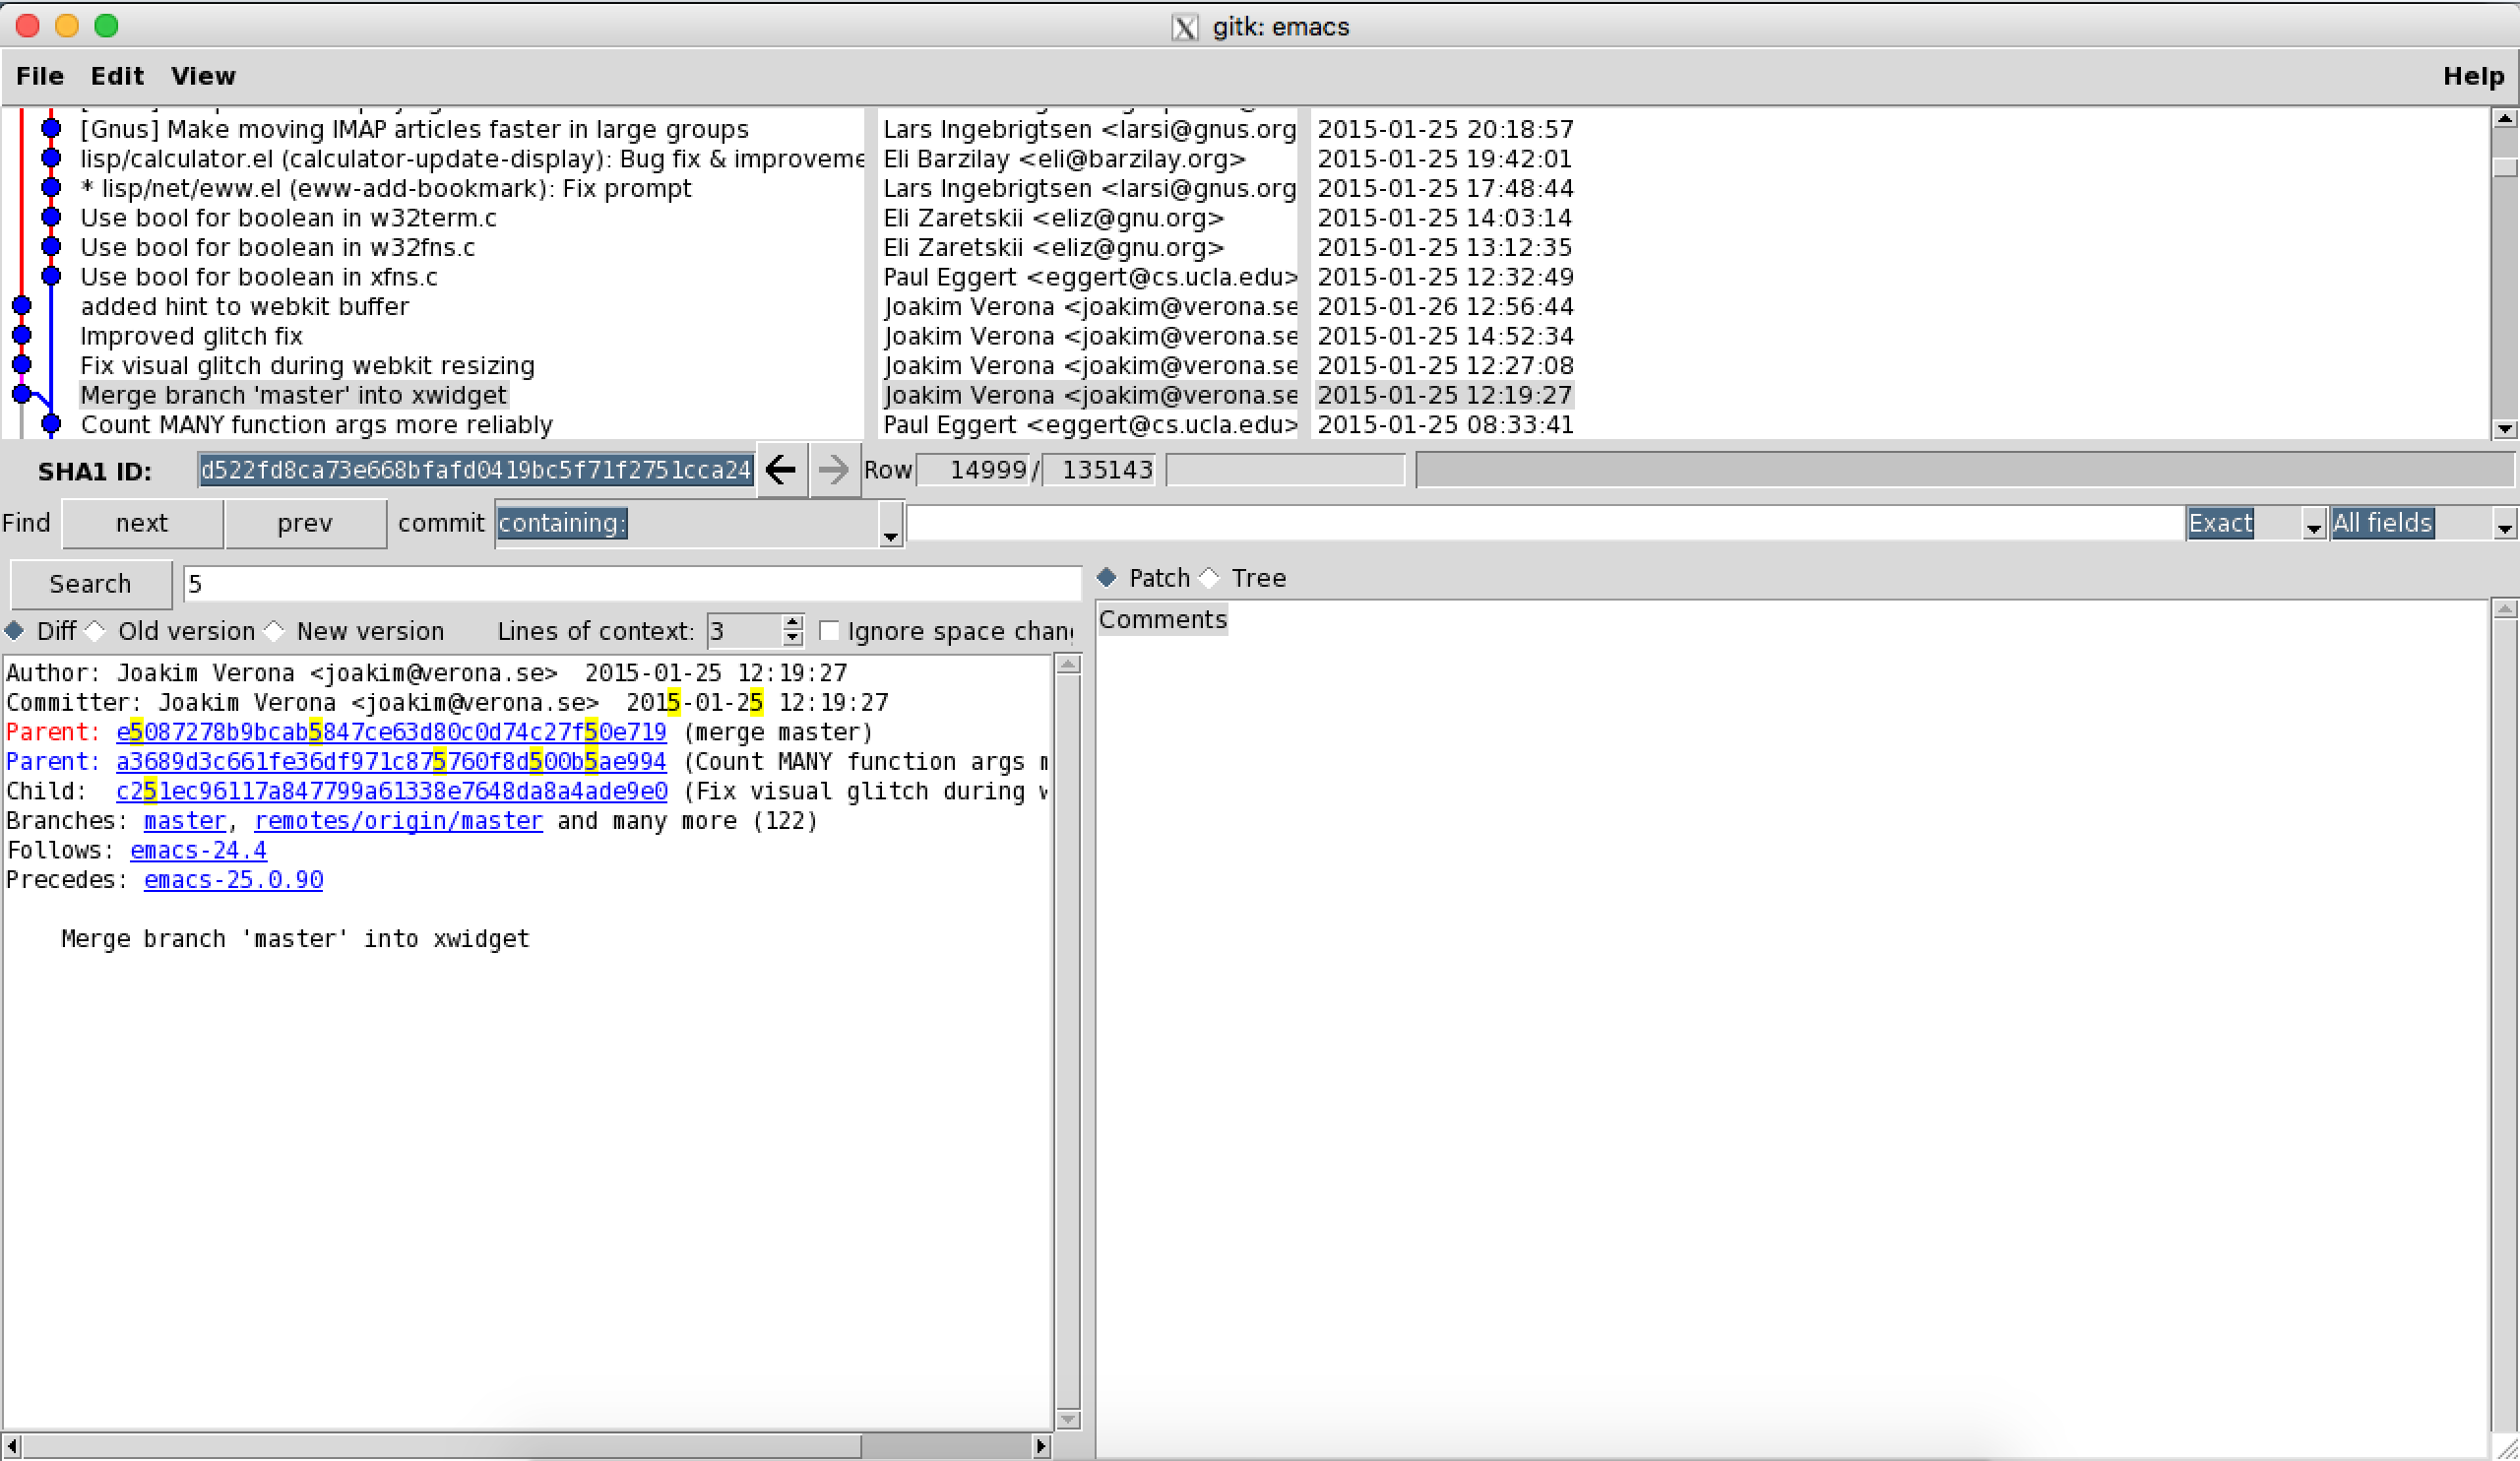 gitk: emacs
File Edit View Help
[Gnus] Make moving IMAP articles faster in large groups Lars Ingebrigtsen <larsi@gnus.org 2015-01-25 20:18:57
lisp/calculator.el (calculator-update-display): Bug fix & improveme Eli Barzilay <eli@barzilay.org> 2015-01-25 19:42:01
* lisp/net/eww.el (eww-add-bookmark): Fix prompt Lars Ingebrigtsen <larsi@gnus.org 2015-01-25 17:48:44
Use bool for boolean in w32term.c Eli Zaretskii <eliz@gnu.org> 2015-01-25 14:03:14
Use bool for boolean in w32fns.c Eli Zaretskii <eliz@gnu.org> 2015-01-25 13:12:35
Use bool for boolean in xfns.c Paul Eggert <eggert@cs.ucla.edu> 2015-01-25 12:32:49
added hint to webkit buffer Joakim Verona <joakim@verona.se 2015-01-26 12:56:44
Improved glitch fix Joakim Verona <joakim@verona.se 2015-01-25 14:52:34
Fix visual glitch during webkit resizing Joakim Verona <joakim@verona.se 2015-01-25 12:27:08
Merge branch 'master' into xwidget Joakim Verona <joakim@verona.se 2015-01-25 12:19:27
Count MANY function args more reliably Paul Eggert <eggert@cs.ucla.edu> 2015-01-25 08:33:41
SHA1 ID: d522fd8ca73e668bfafd0419bc5f71f2751cca24 Row 14999 / 135143
Find next prev commit containing: Exact All fields
Search 5
Patch Tree
Diff Old version New version Lines of context: 3 Ignore space chang
Comments
Author: Joakim Verona <joakim@verona.se>  2015-01-25 12:19:27
Committer: Joakim Verona <joakim@verona.se>  2015-01-25 12:19:27
Parent: e5087278b9bcab5847ce63d80c0d74c27f50e719 (merge master)
Parent: a3689d3c661fe36df971c875760f8d500b5ae994 (Count MANY function args m
Child:  c251ec96117a847799a61338e7648da8a4ade9e0 (Fix visual glitch during w
Branches: master, remotes/origin/master and many more (122)
Follows: emacs-24.4
Precedes: emacs-25.0.90
Merge branch 'master' into xwidget